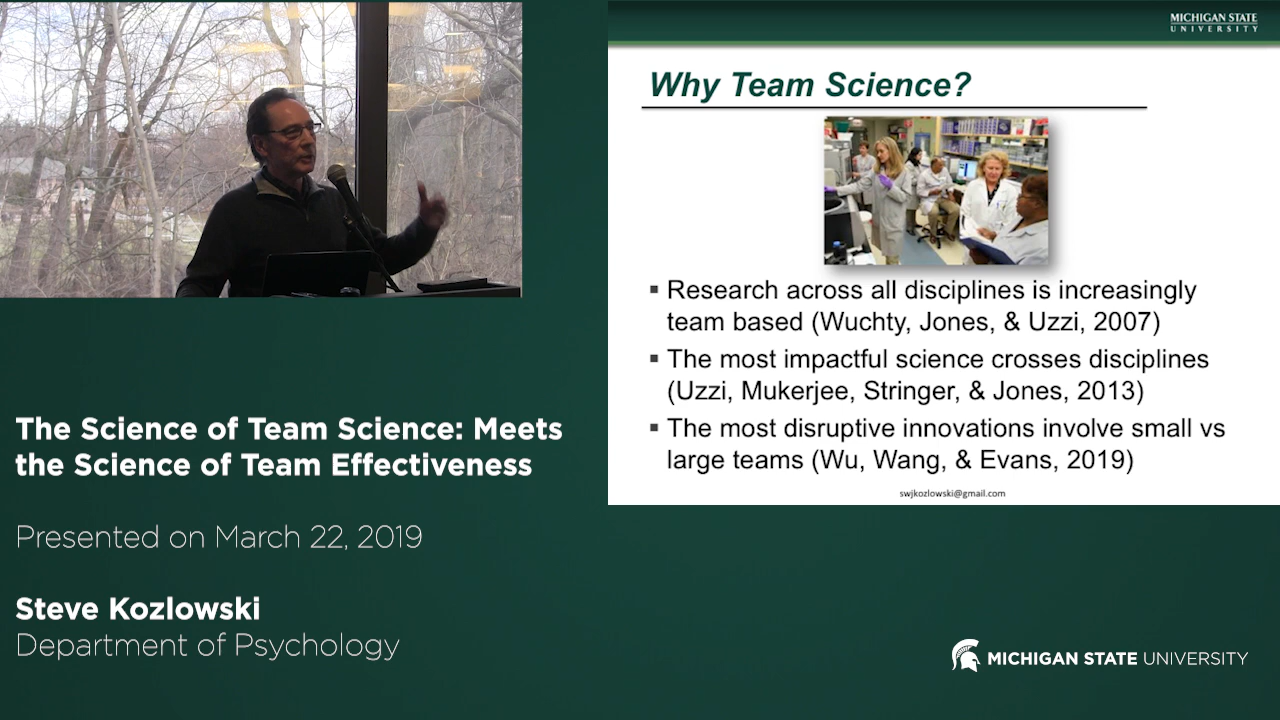 MICHIGAN STATE
UNIVERSITY
Why Team Science?
▪ Research across all disciplines is increasingly
team based (Wuchty, Jones, & Uzzi, 2007)
▪ The most impactful science crosses disciplines
(Uzzi, Mukerjee, Stringer, & Jones, 2013)
▪ The most disruptive innovations involve small vs
large teams (Wu, Wang, & Evans, 2019)
swjkozlowski@gmail.com
The Science of Team Science: Meets
the Science of Team Effectiveness
Presented on March 22, 2019
Steve Kozlowski
Department of Psychology
MICHIGAN STATE UNIVERSITY